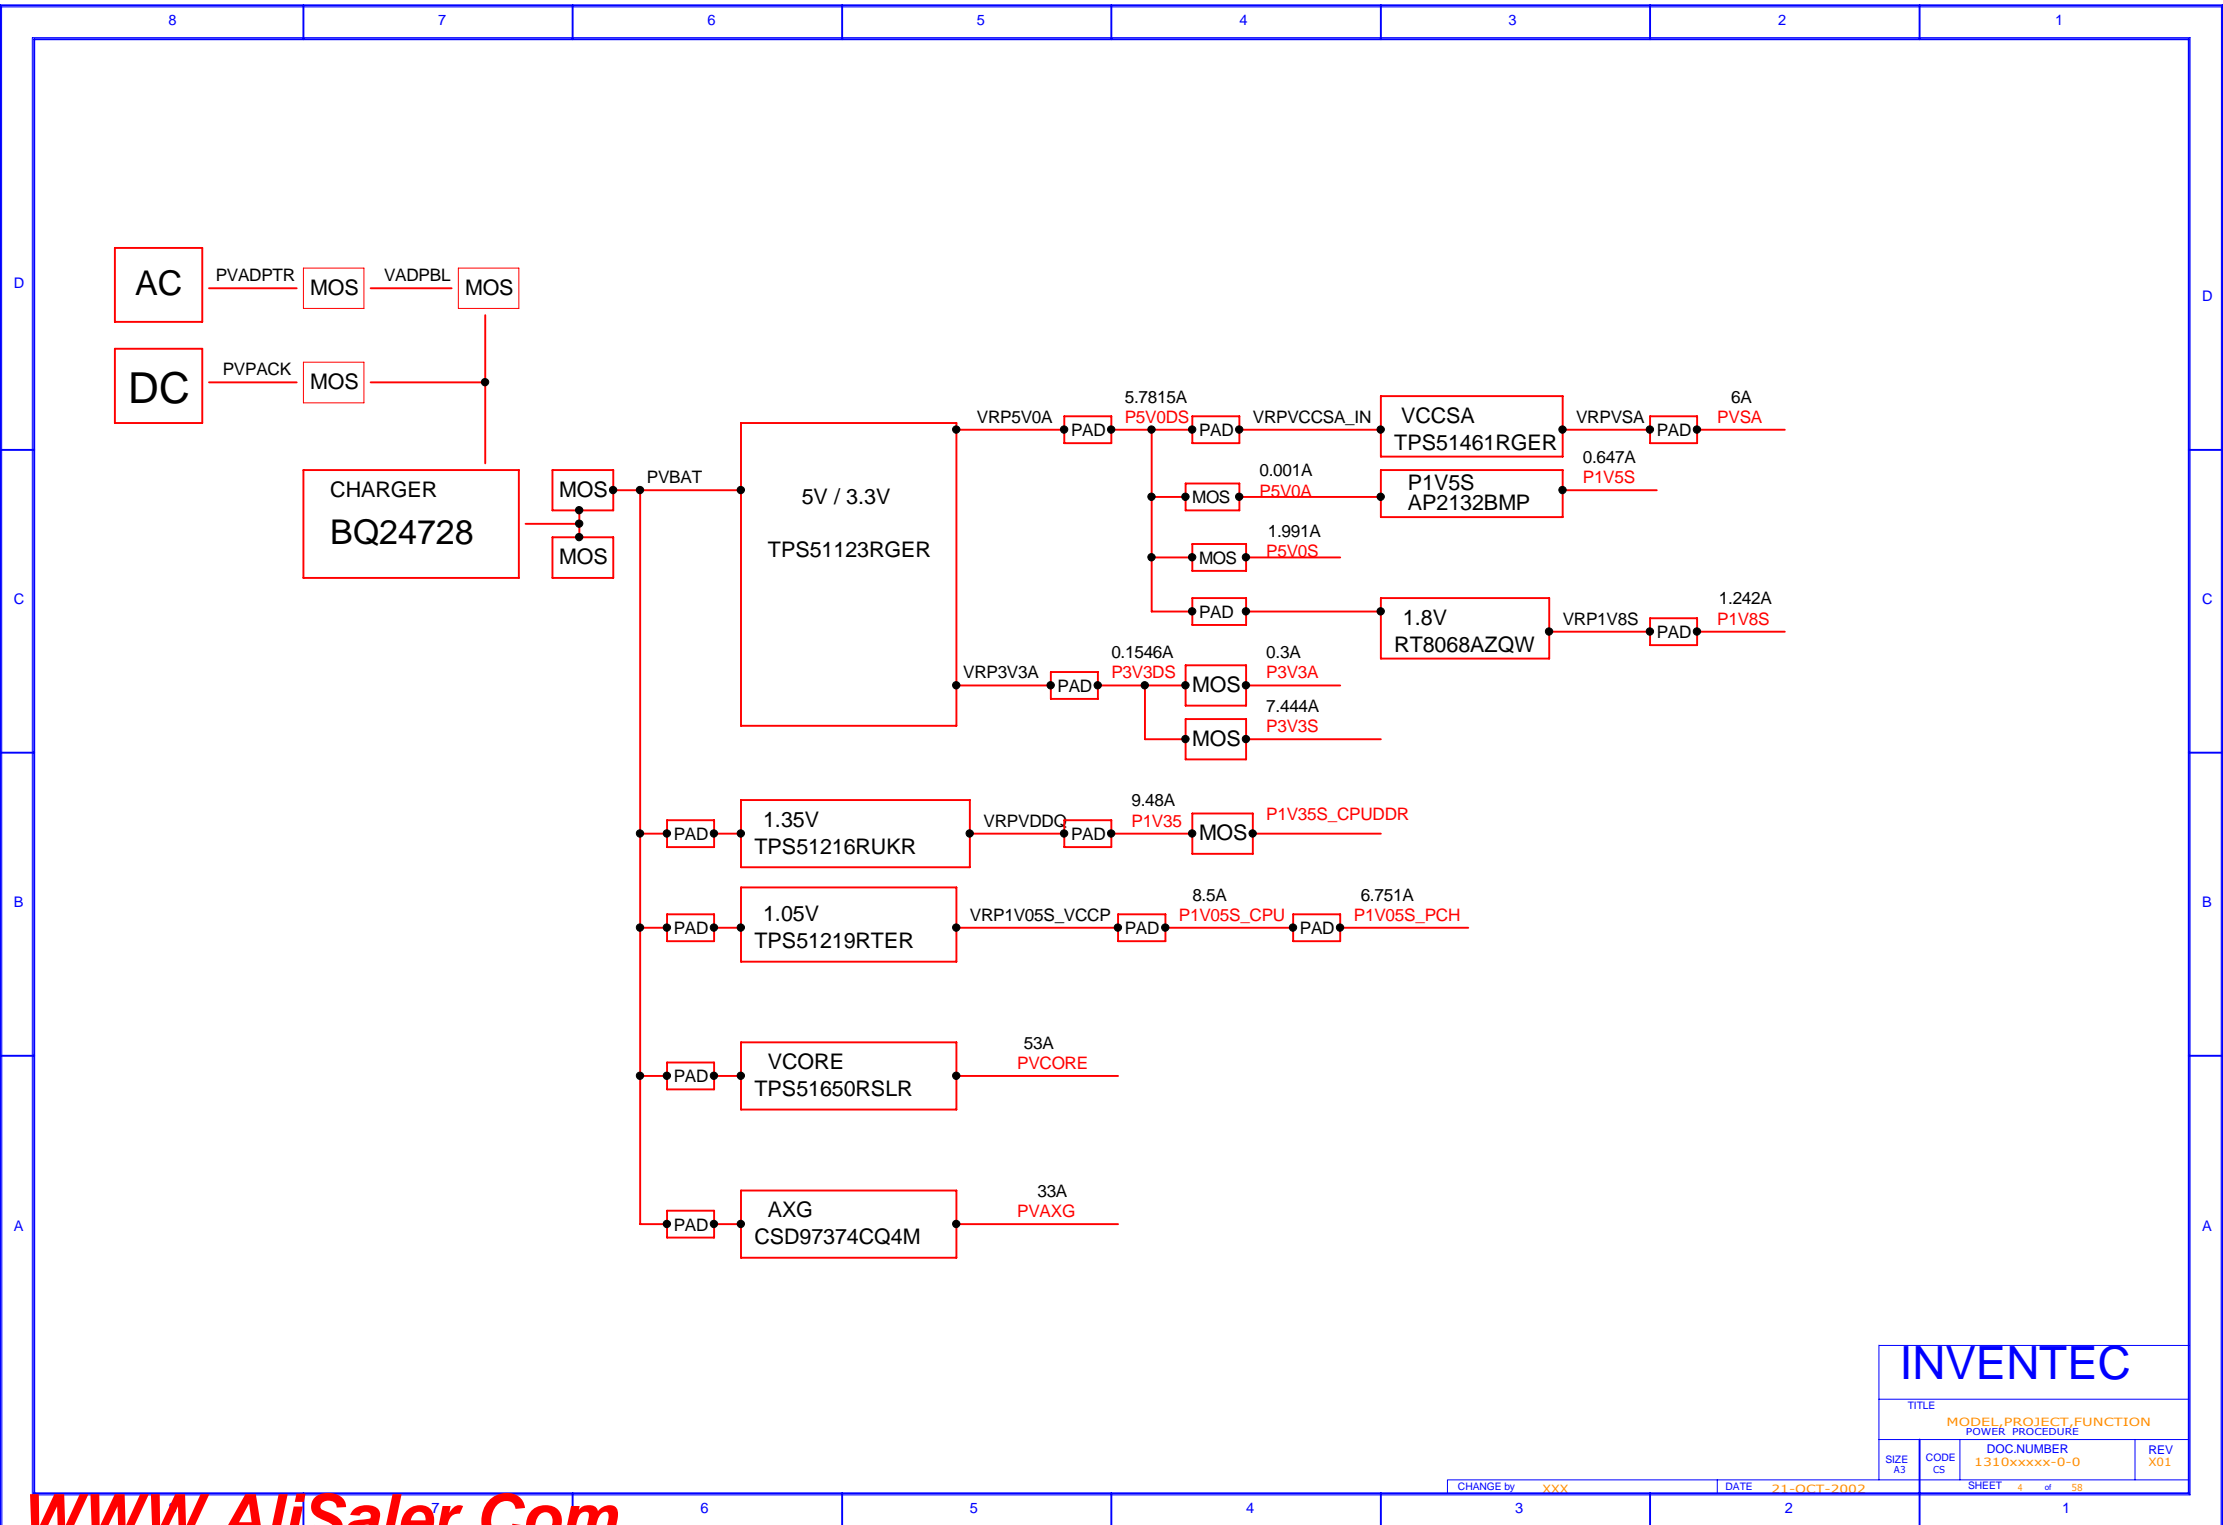 8 7 6 5 4 3 2 1
D
D
AC
PVADPTR
MOS
VADPBL
MOS
DC
PVPACK
MOS
CHARGER
BQ24728
MOS
MOS
PVBAT
5V / 3.3V
TPS51123RGER
VRP5V0A
PAD
5.7815A
P5V0DS
PAD
VRPVCCSA_IN
VCCSA
TPS51461RGER
VRPVSA
PAD
6A
PVSA
MOS
0.001A
P5V0A
P1V5S
AP2132BMP
0.647A
P1V5S
MOS
1.991A
P5V0S
C
C
PAD
1.8V
RT8068AZQW
VRP1V8S
PAD
1.242A
P1V8S
VRP3V3A
PAD
0.1546A
P3V3DS
MOS
0.3A
P3V3A
MOS
7.444A
P3V3S
PAD
1.35V
TPS51216RUKR
VRPVDDQ
PAD
9.48A
P1V35
MOS
P1V35S_CPUDDR
B
B
PAD
1.05V
TPS51219RTER
VRP1V05S_VCCP
PAD
8.5A
P1V05S_CPU
PAD
6.751A
P1V05S_PCH
PAD
VCORE
TPS51650RSLR
53A
PVCORE
A
A
PAD
AXG
CSD97374CQ4M
33A
PVAXG
INVENTEC
TITLE
MODEL,PROJECT,FUNCTION
POWER PROCEDURE
SIZE
A3
CODE
CS
DOC.NUMBER
1310xxxxx-0-0
REV
X01
CHANGE by XXX
DATE 21-OCT-2002
SHEET 4 of 58
WWW.AliSaler.Com
7 6 5 4 3 2 1